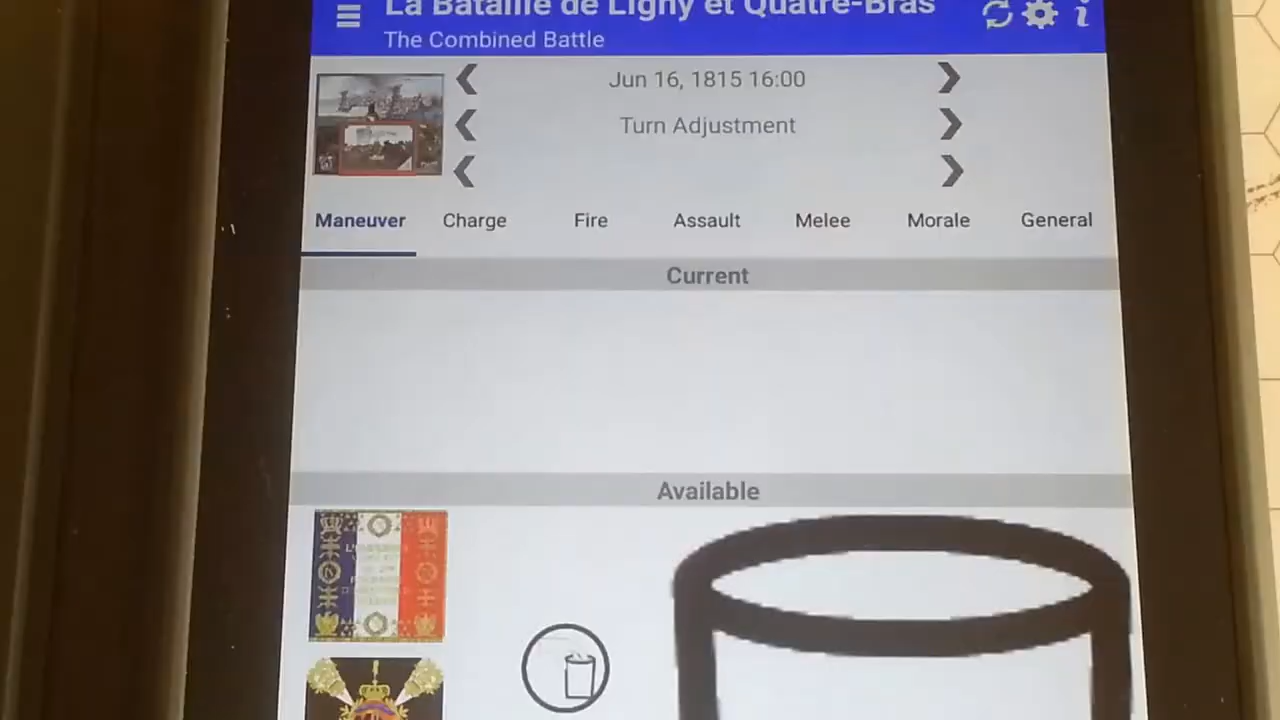 La Bataille de Ligny et Quatre-Bras
The Combined Battle
Jun 16, 1815 16:00
Turn Adjustment
Maneuver Charge Fire Assault Melee Morale General
Current
Available